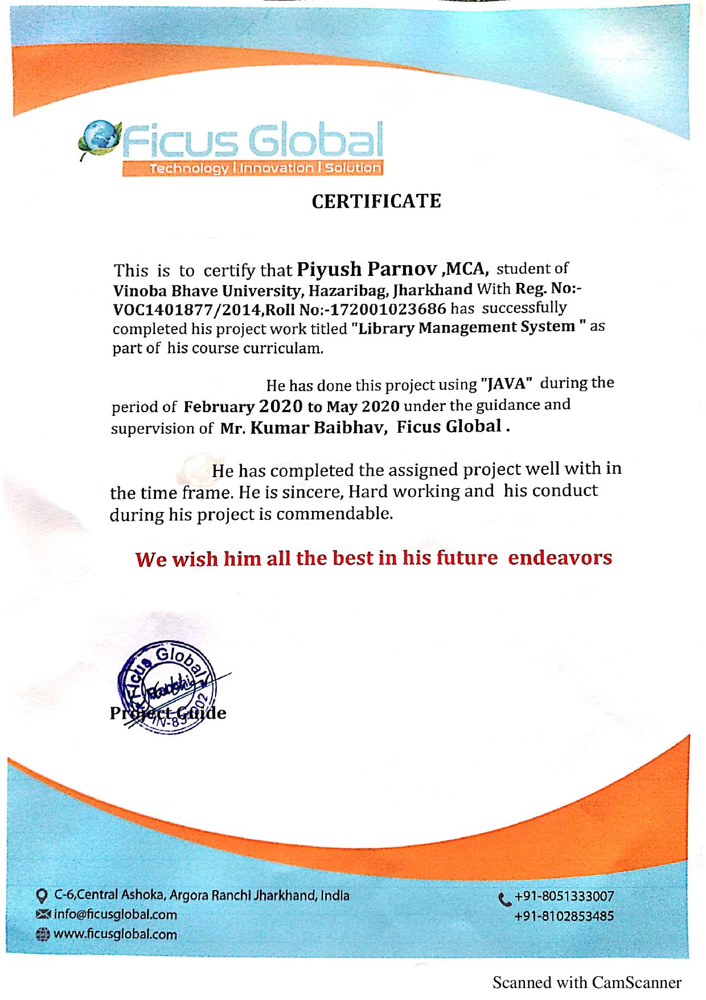 Ficus Global
Technology | Innovation | Solution
CERTIFICATE
This is to certify that Piyush Parnov ,MCA, student of
Vinoba Bhave University, Hazaribag, Jharkhand With Reg. No:-
VOC1401877/2014,Roll No:-172001023686 has successfully
completed his project work titled "Library Management System " as
part of his course curriculam.
He has done this project using "JAVA" during the
period of February 2020 to May 2020 under the guidance and
supervision of Mr. Kumar Baibhav, Ficus Global .
He has completed the assigned project well with in
the time frame. He is sincere, Hard working and his conduct
during his project is commendable.
We wish him all the best in his future endeavors
Ficus Global
Ranchi
Project Guide
C-6,Central Ashoka, Argora Ranchi Jharkhand, India
info@ficusglobal.com
www.ficusglobal.com
+91-8051333007
+91-8102853485
Scanned with CamScanner